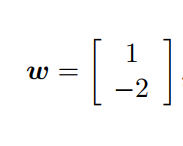 w = [ 1
−2 ].